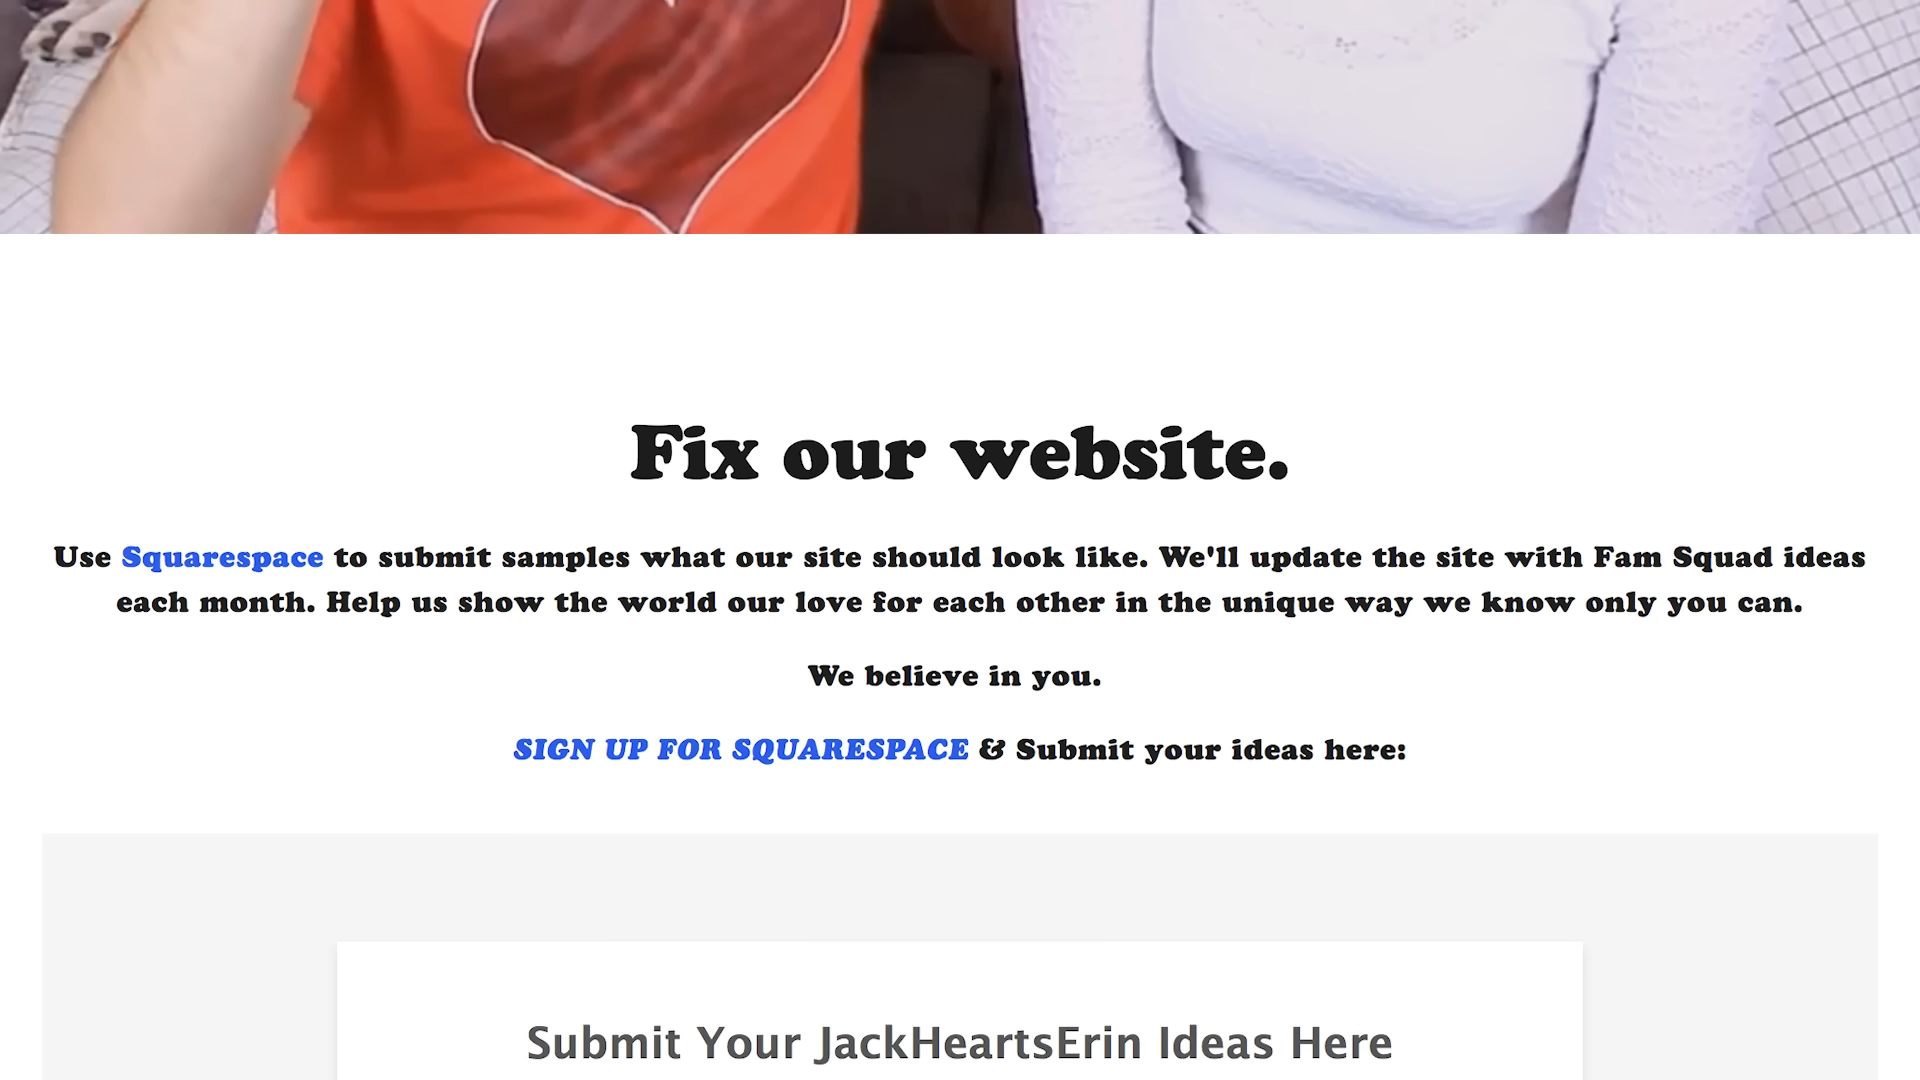 Fix our website.
Use Squarespace to submit samples what our site should look like. We'll update the site with Fam Squad ideas
each month. Help us show the world our love for each other in the unique way we know only you can.
We believe in you.
SIGN UP FOR SQUARESPACE & Submit your ideas here:
Submit Your JackHeartsErin Ideas Here